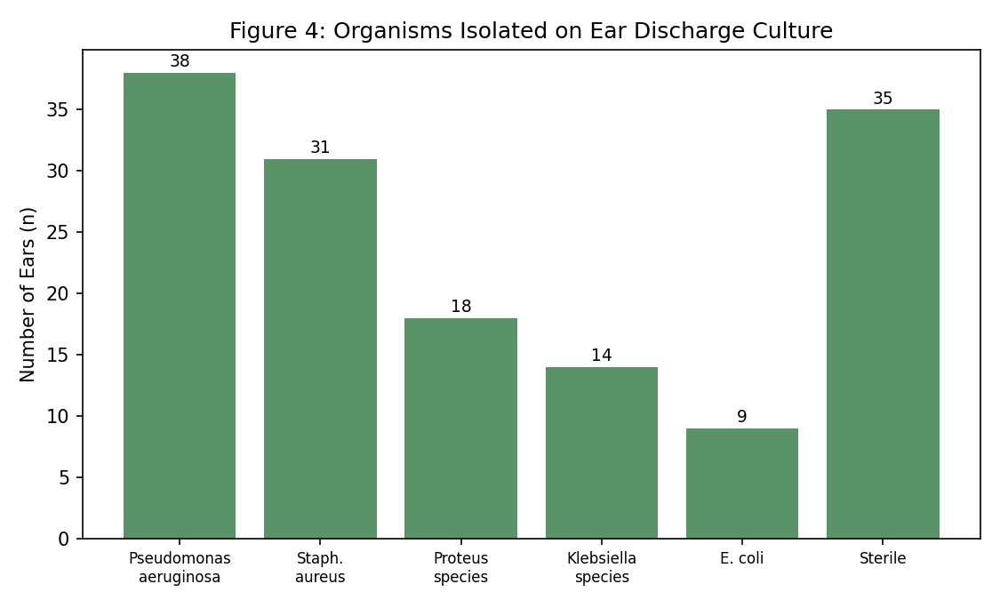 Figure 4: Organisms Isolated on Ear Discharge Culture
38
31
18
14
9
35
Number of Ears (n)
35
30
25
20
15
10
5
0
Pseudomonas
aeruginosa
Staph.
aureus
Proteus
species
Klebsiella
species
E. coli
Sterile